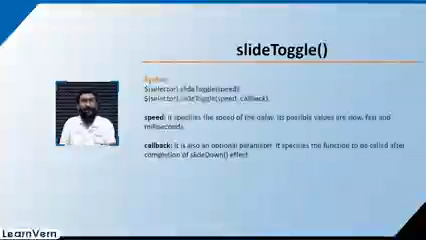 slideToggle()
Syntax:
$(selector).slideToggle(speed);
$(selector).slideToggle(speed, callback);
speed: It specifies the speed of the delay. Its possible values are slow, fast and
milliseconds.
callback: It is also an optional parameter. It specifies the function to be called after
completion of slideDown() effect
LearnVern